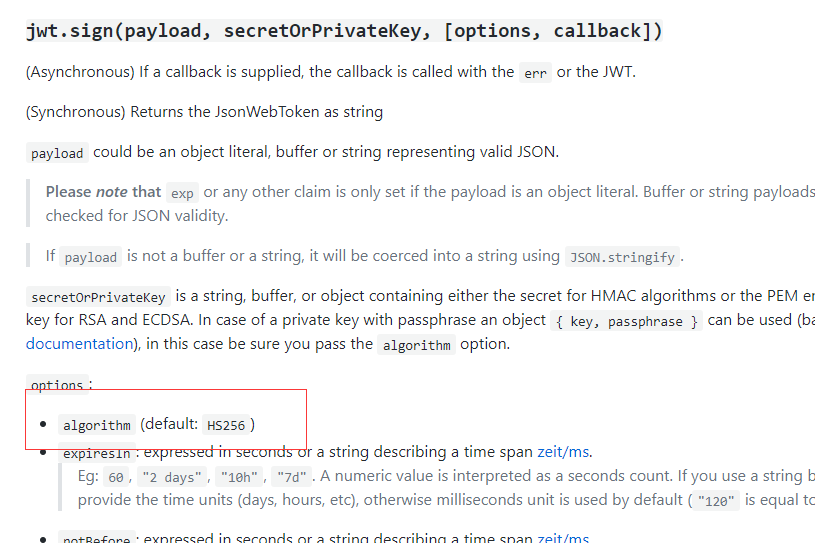 jwt.sign(payload, secretOrPrivateKey, [options, callback])
(Asynchronous) If a callback is supplied, the callback is called with the err or the JWT.
(Synchronous) Returns the JsonWebToken as string
payload could be an object literal, buffer or string representing valid JSON.
Please note that exp or any other claim is only set if the payload is an object literal. Buffer or string payloads
checked for JSON validity.
If payload is not a buffer or a string, it will be coerced into a string using JSON.stringify.
secretOrPrivateKey is a string, buffer, or object containing either the secret for HMAC algorithms or the PEM
key for RSA and ECDSA. In case of a private key with passphrase an object { key, passphrase } can be used
documentation), in this case be sure you pass the algorithm option.
options:
• algorithm (default: HS256)
• expiresIn: expressed in seconds or a string describing a time span zeit/ms.
Eg: 60, "2 days", "10h", "7d". A numeric value is interpreted as a seconds count. If you use a string
provide the time units (days, hours, etc), otherwise milliseconds unit is used by default ("120" is equal
• notBefore: expressed in seconds or a string describing a time span zeit/ms.